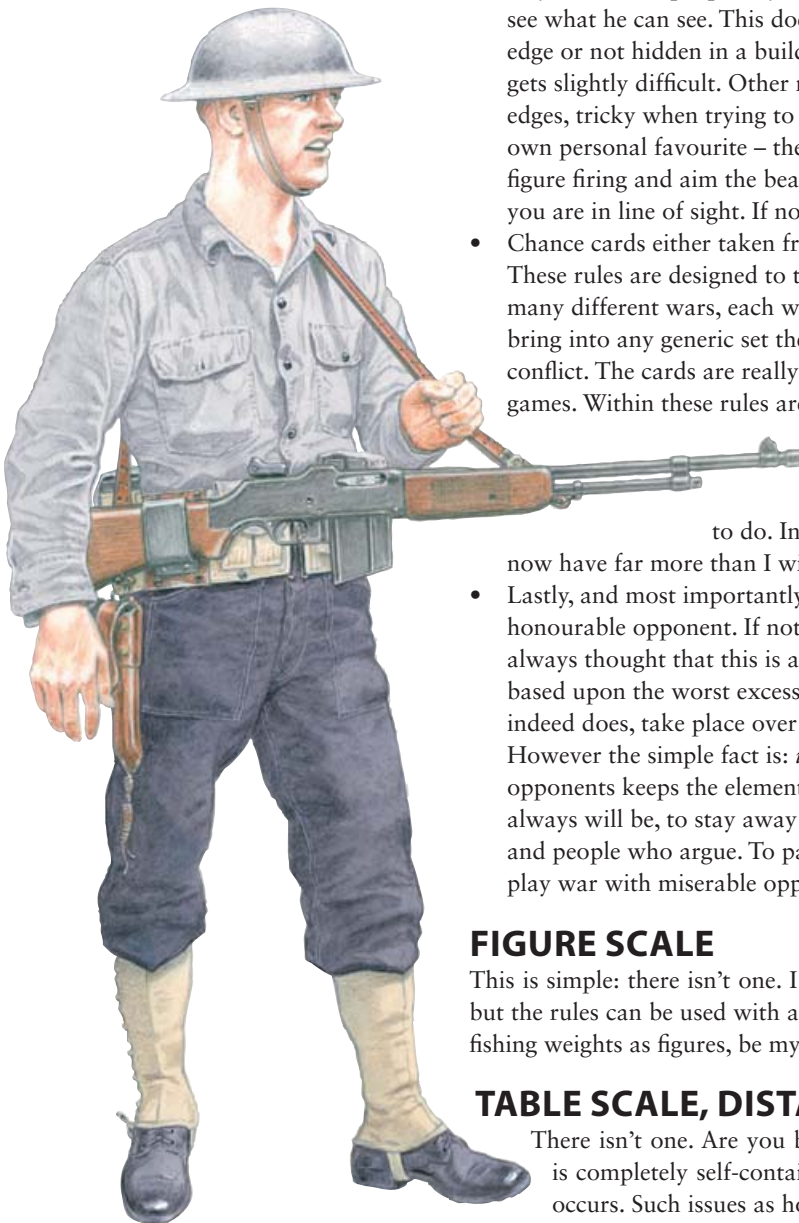 see what he can see. This doe
edge or not hidden in a build
gets slightly difficult. Other r
edges, tricky when trying to
own personal favourite – the
figure firing and aim the bea
you are in line of sight. If no
• Chance cards either taken fr
These rules are designed to t
many different wars, each w
bring into any generic set the
conflict. The cards are really
games. Within these rules are
to do. In
now have far more than I wi
• Lastly, and most importantly
honourable opponent. If not
always thought that this is a
based upon the worst excess
indeed does, take place over
However the simple fact is:
opponents keeps the element
always will be, to stay away
and people who argue. To pa
play war with miserable opp
FIGURE SCALE
This is simple: there isn't one. I
but the rules can be used with a
fishing weights as figures, be my
TABLE SCALE, DISTA
There isn't one. Are you b
is completely self-contai
occurs. Such issues as ho